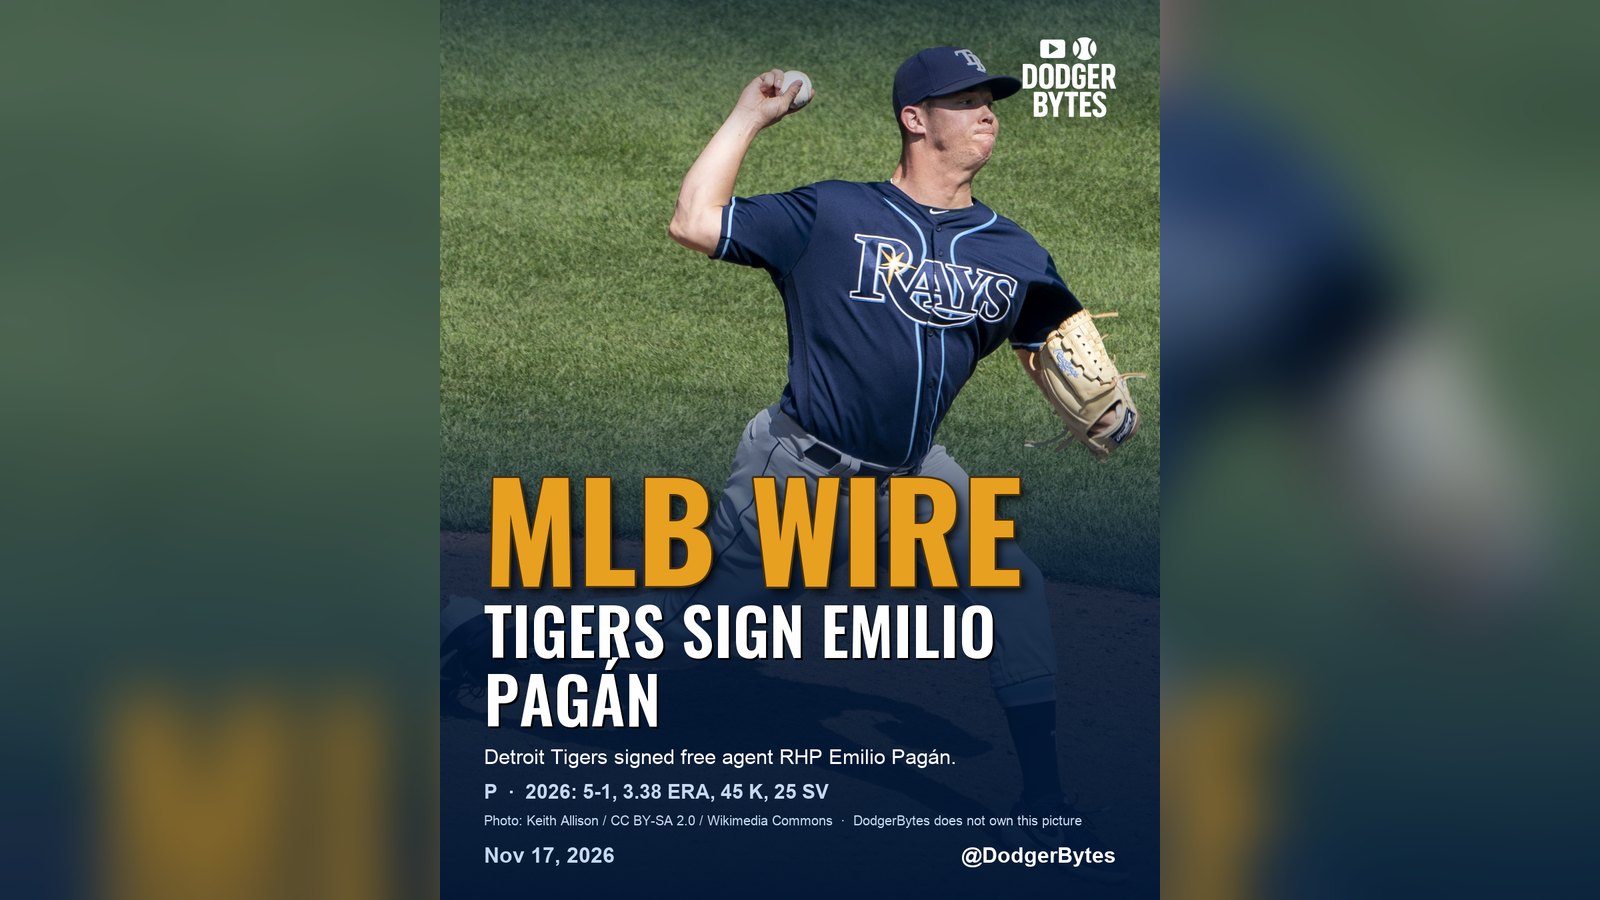 TB
DODGER
BYTES
RAYS
MLB WIRE
TIGERS SIGN EMILIO
PAGÁN
Detroit Tigers signed free agent RHP Emilio Pagán.
P · 2026: 5-1, 3.38 ERA, 45 K, 25 SV
Photo: Keith Allison / CC BY-SA 2.0 / Wikimedia Commons · DodgerBytes does not own this picture
Nov 17, 2026
@DodgerBytes